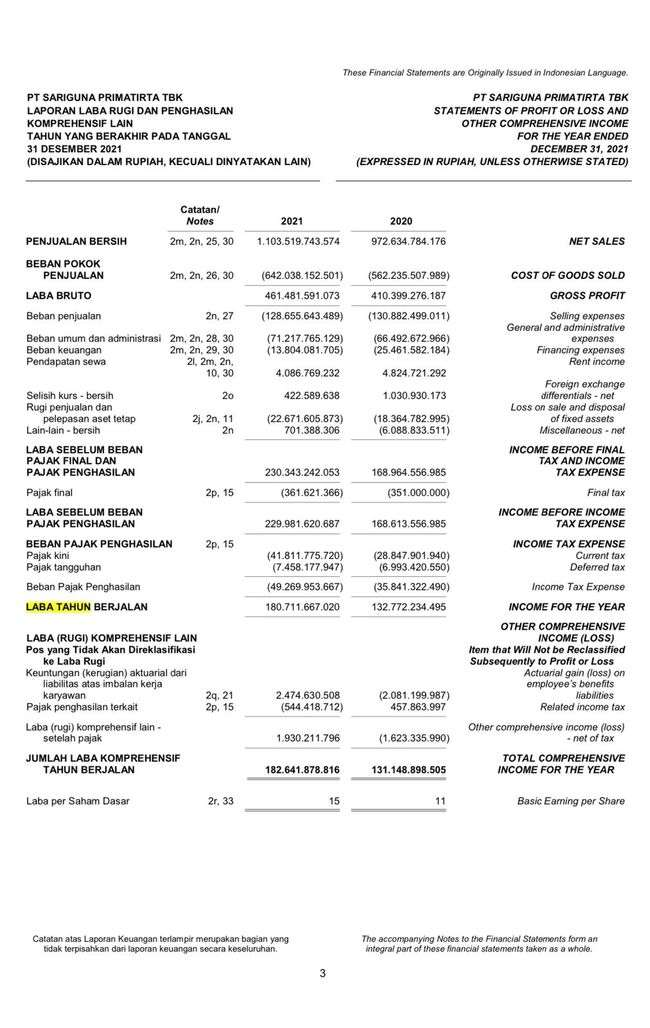 These Financial Statements are Originally Issued in Indonesian Language.
PT SARIGUNA PRIMATIRTA TBK
LAPORAN LABA RUGI DAN PENGHASILAN
KOMPREHENSIF LAIN
TAHUN YANG BERAKHIR PADA TANGGAL
31 DESEMBER 2021
(DISAJIKAN DALAM RUPIAH, KECUALI DINYATAKAN LAIN)
PT SARIGUNA PRIMATIRTA TBK
STATEMENTS OF PROFIT OR LOSS AND
OTHER COMPREHENSIVE INCOME
FOR THE YEAR ENDED
DECEMBER 31, 2021
(EXPRESSED IN RUPIAH, UNLESS OTHERWISE STATED)
Catatan/
Notes 2021 2020
PENJUALAN BERSIH 2m, 2n, 25, 30 1.103.519.743.574 972.634.784.176 NET SALES
BEBAN POKOK
PENJUALAN 2m, 2n, 26, 30 (642.038.152.501) (562.235.507.989) COST OF GOODS SOLD
LABA BRUTO 461.481.591.073 410.399.276.187 GROSS PROFIT
Beban penjualan 2n, 27 (128.655.643.489) (130.882.499.011) Selling expenses
General and administrative
Beban umum dan administrasi 2m, 2n, 28, 30 (71.217.765.129) (66.492.672.966) expenses
Beban keuangan 2m, 2n, 29, 30 (13.804.081.705) (25.461.582.184) Financing expenses
Pendapatan sewa 2l, 2m, 2n, Rent income
10, 30 4.086.769.232 4.824.721.292
Foreign exchange
Selisih kurs - bersih 2o 422.589.638 1.030.930.173 differentials - net
Rugi penjualan dan Loss on sale and disposal
pelepasan aset tetap 2j, 2n, 11 (22.671.605.873) (18.364.782.995) of fixed assets
Lain-lain - bersih 2n 701.388.306 (6.088.833.511) Miscellaneous - net
LABA SEBELUM BEBAN INCOME BEFORE FINAL
PAJAK FINAL DAN TAX AND INCOME
PAJAK PENGHASILAN 230.343.242.053 168.964.556.985 TAX EXPENSE
Pajak final 2p, 15 (361.621.366) (351.000.000) Final tax
LABA SEBELUM BEBAN INCOME BEFORE INCOME
PAJAK PENGHASILAN 229.981.620.687 168.613.556.985 TAX EXPENSE
BEBAN PAJAK PENGHASILAN 2p, 15 INCOME TAX EXPENSE
Pajak kini (41.811.775.720) (28.847.901.940) Current tax
Pajak tangguhan (7.458.177.947) (6.993.420.550) Deferred tax
Beban Pajak Penghasilan (49.269.953.667) (35.841.322.490) Income Tax Expense
LABA TAHUN BERJALAN 180.711.667.020 132.772.234.495 INCOME FOR THE YEAR
OTHER COMPREHENSIVE
LABA (RUGI) KOMPREHENSIF LAIN INCOME (LOSS)
Pos yang Tidak Akan Direklasifikasi Item that Will Not be Reclassified
ke Laba Rugi Subsequently to Profit or Loss
Keuntungan (kerugian) aktuarial dari Actuarial gain (loss) on
liabilitas atas imbalan kerja employee's benefits
karyawan 2q, 21 2.474.630.508 (2.081.199.987) liabilities
Pajak penghasilan terkait 2p, 15 (544.418.712) 457.863.997 Related income tax
Laba (rugi) komprehensif lain - Other comprehensive income (loss)
setelah pajak 1.930.211.796 (1.623.335.990) - net of tax
JUMLAH LABA KOMPREHENSIF TOTAL COMPREHENSIVE
TAHUN BERJALAN 182.641.878.816 131.148.898.505 INCOME FOR THE YEAR
Laba per Saham Dasar 2r, 33 15 11 Basic Earning per Share
Catatan atas Laporan Keuangan terlampir merupakan bagian yang
tidak terpisahkan dari laporan keuangan secara keseluruhan.
The accompanying Notes to the Financial Statements form an
integral part of these financial statements taken as a whole.
3